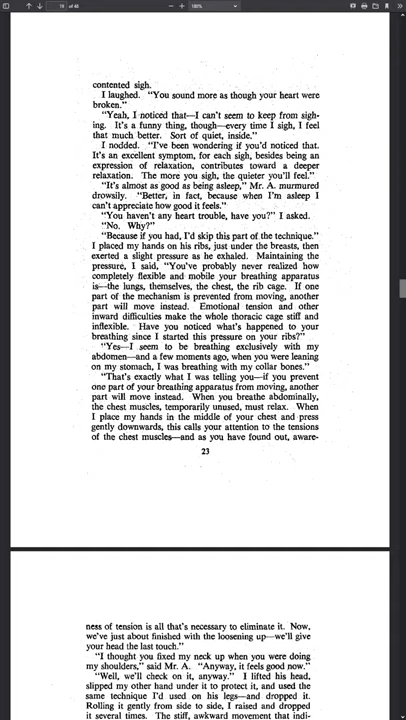 19 of 46
100%
contented sigh.
I laughed. "You sound more as though your heart were
broken."
"Yeah, I noticed that—I can't seem to keep from sigh-
ing. It's a funny thing, though—every time I sigh, I feel
that much better. Sort of quiet, inside."
I nodded. "I've been wondering if you'd noticed that.
It's an excellent symptom, for each sigh, besides being an
expression of relaxation, contributes toward a deeper
relaxation. The more you sigh, the quieter you'll feel."
"It's almost as good as being asleep," Mr. A. murmured
drowsily. "Better, in fact, because when I'm asleep I
can't appreciate how good it feels."
"You haven't any heart trouble, have you?" I asked.
"No. Why?"
"Because if you had, I'd skip this part of the technique."
I placed my hands on his ribs, just under the breasts, then
exerted a slight pressure as he exhaled. Maintaining the
pressure, I said, "You've probably never realized how
completely flexible and mobile your breathing apparatus
is—the lungs, themselves, the chest, the rib cage. If one
part of the mechanism is prevented from moving, another
part will move instead. Emotional tension and other
inward difficulties make the whole thoracic cage stiff and
inflexible. Have you noticed what's happened to your
breathing since I started this pressure on your ribs?"
"Yes—I seem to be breathing exclusively with my
abdomen—and a few moments ago, when you were leaning
on my stomach, I was breathing with my collar bones."
"That's exactly what I was telling you—if you prevent
one part of your breathing apparatus from moving, another
part will move instead. When you breathe abdominally,
the chest muscles, temporarily unused, must relax. When
I place my hands in the middle of your chest and press
gently downwards, this calls your attention to the tensions
of the chest muscles—and as you have found out, aware-
23
ness of tension is all that's necessary to eliminate it. Now,
we've just about finished with the loosening up—we'll give
your head the last touch."
"I thought you fixed my neck up when you were doing
my shoulders," said Mr. A. "Anyway, it feels good now."
"Well, we'll check on it, anyway." I lifted his head,
slipped my other hand under it to protect it, and used the
same technique I'd used on his legs—and dropped it.
Rolling it gently from side to side, I raised and dropped
it several times. The stiff, awkward movement that indi-